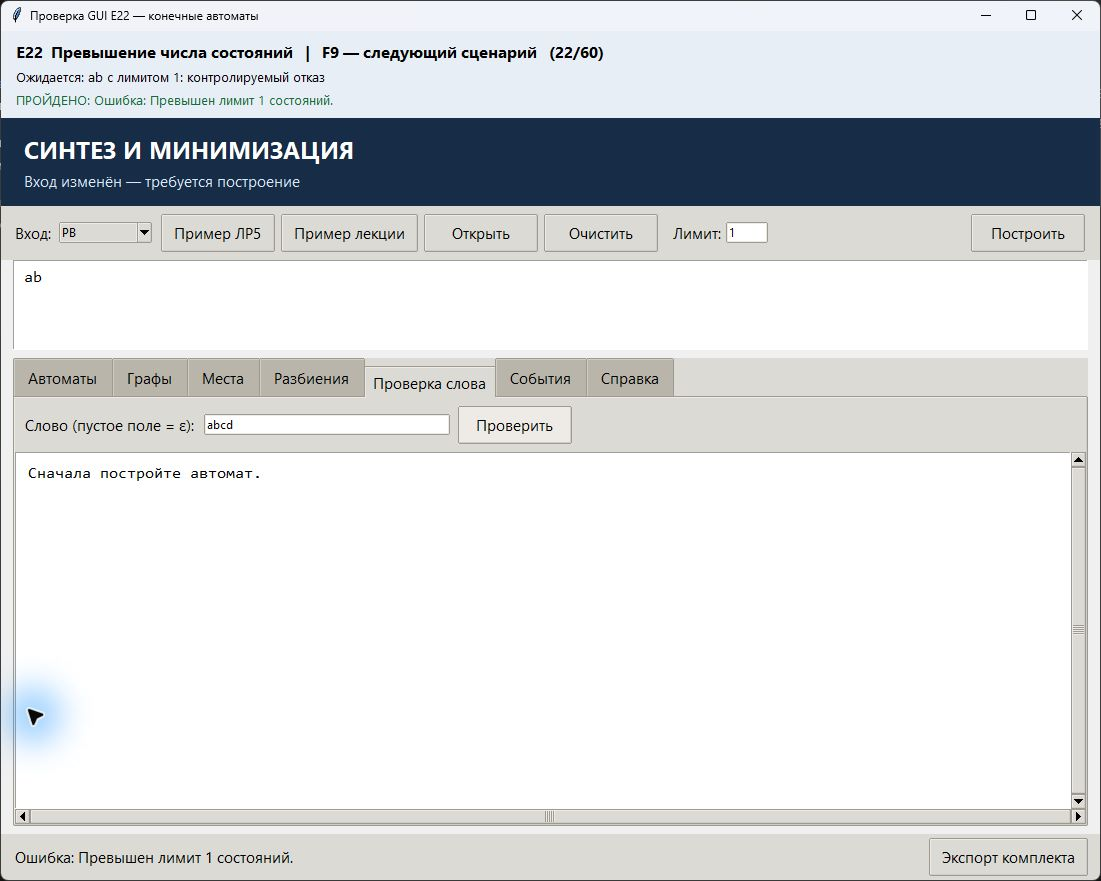 Проверка GUI E22 — конечные автоматы
E22 Превышение числа состояний | F9 — следующий сценарий (22/60)
Ожидается: ab с лимитом 1: контролируемый отказ
ПРОЙДЕНО: Ошибка: Превышен лимит 1 состояний.
СИНТЕЗ И МИНИМИЗАЦИЯ
Вход изменён — требуется построение
Вход: РВ Пример ЛР5 Пример лекции Открыть Очистить Лимит: 1 Построить
ab
Автоматы Графы Места Разбиения Проверка слова События Справка
Слово (пустое поле = ε): abcd Проверить
Сначала постройте автомат.
Ошибка: Превышен лимит 1 состояний. Экспорт комплекта